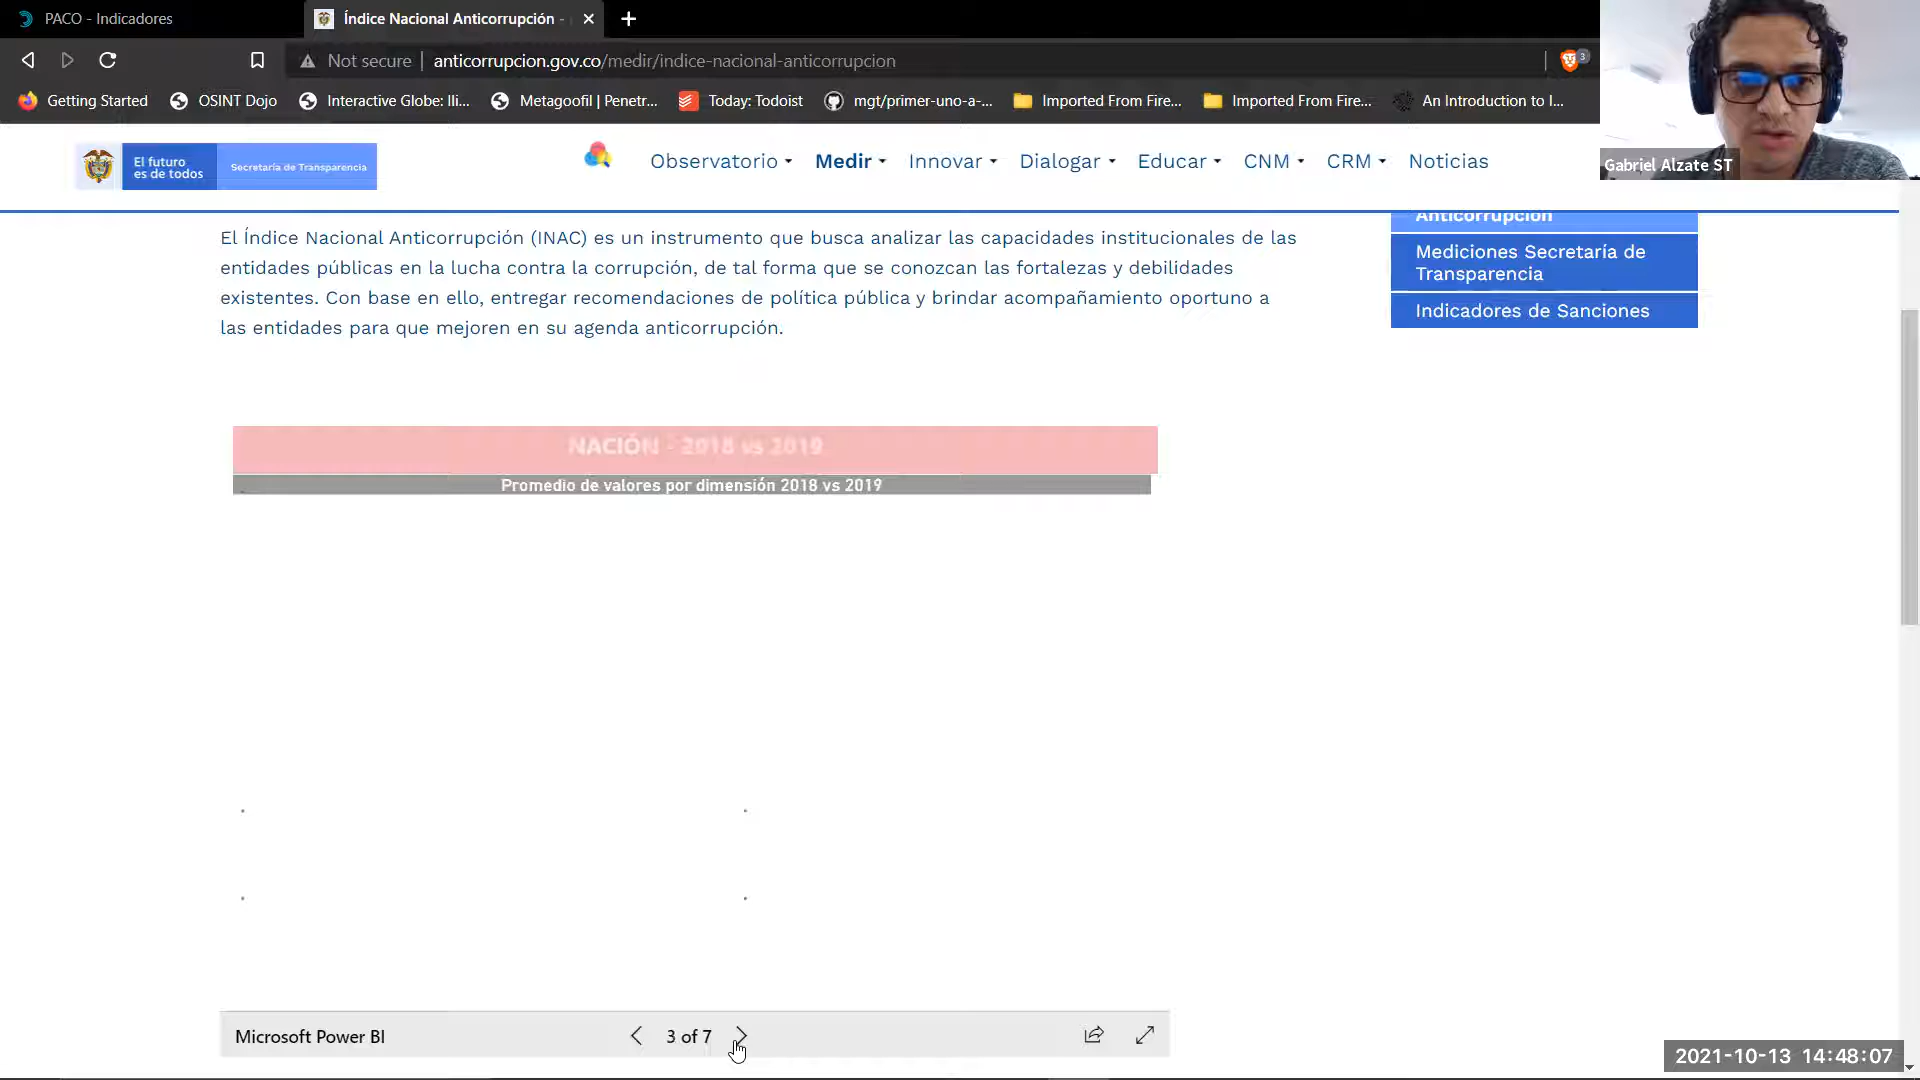 PACO - Indicadores
Índice Nacional Anticorrupción -
Not secure
anticorrupcion.gov.co/medir/indice-nacional-anticorrupcion
3
Getting Started
OSINT Dojo
Interactive Globe: Ili...
Metagoofil | Penetr...
Today: Todoist
mgt/primer-uno-a-...
Imported From Fire...
Imported From Fire...
An Introduction to I...
Gabriel Alzate ST
El futuro
es de todos
Secretaría de Transparencia
Observatorio
Medir
Innovar
Dialogar
Educar
CNM
CRM
Noticias
Anticorrupción
Mediciones Secretaría de
Transparencia
Indicadores de Sanciones
El Índice Nacional Anticorrupción (INAC) es un instrumento que busca analizar las capacidades institucionales de las
entidades públicas en la lucha contra la corrupción, de tal forma que se conozcan las fortalezas y debilidades
existentes. Con base en ello, entregar recomendaciones de política pública y brindar acompañamiento oportuno a
las entidades para que mejoren en su agenda anticorrupción.
NACIÓN - 2018 vs 2019
Promedio de valores por dimensión 2018 vs 2019
Microsoft Power BI
3 of 7
2021-10-13 14:48:07